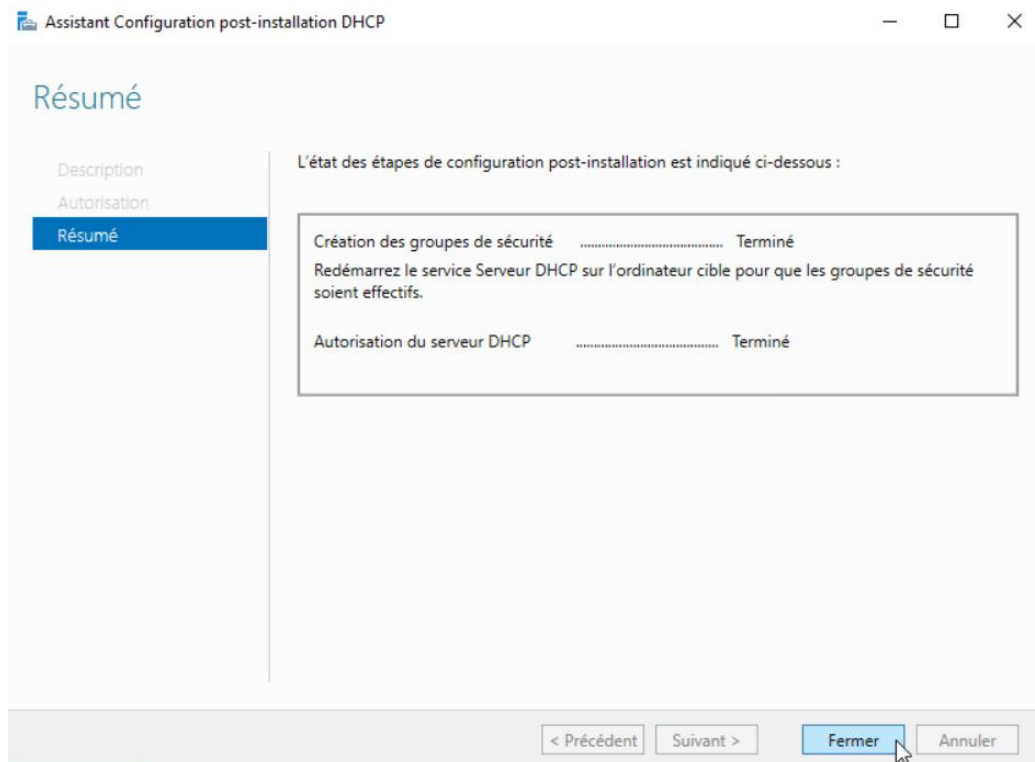 Assistant Configuration post-installation DHCP
Résumé
Description
Autorisation
Résumé
L'état des étapes de configuration post-installation est indiqué ci-dessous :
Création des groupes de sécurité ........................................ Terminé
Redémarrez le service Serveur DHCP sur l'ordinateur cible pour que les groupes de sécurité
soient effectifs.
Autorisation du serveur DHCP ........................................ Terminé
< Précédent Suivant > Fermer Annuler